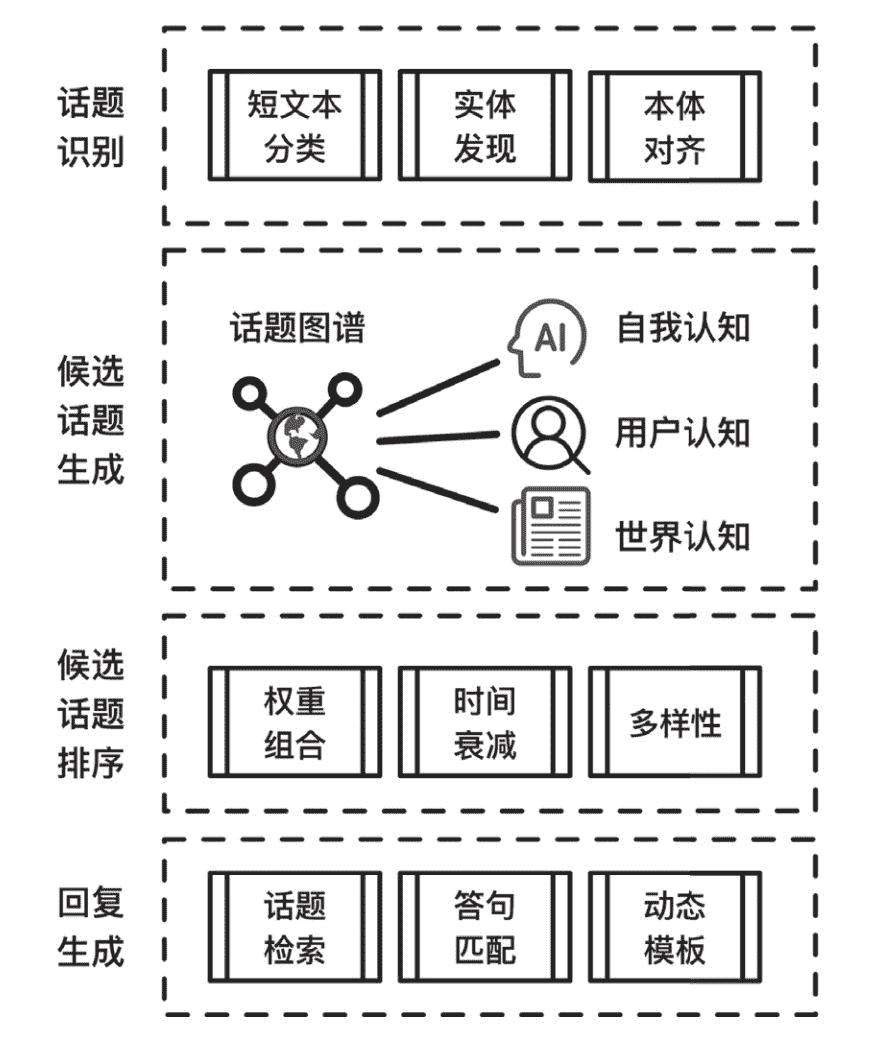 话题
识别
短文本
分类
实体
发现
本体
对齐
候选
话题
生成
话题图谱
AI
自我认知
用户认知
世界认知
候选
话题
排序
权重
组合
时间
衰减
多样性
回复
生成
话题
检索
答句
匹配
动态
模板